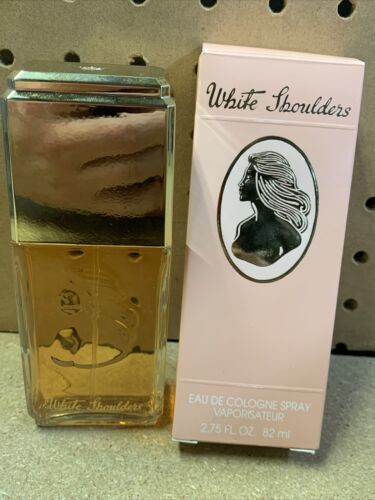 White Shoulders
EAU DE COLOGNE SPRAY
VAPORISATEUR
2.75 FL. OZ. 82 ml
White Shoulders